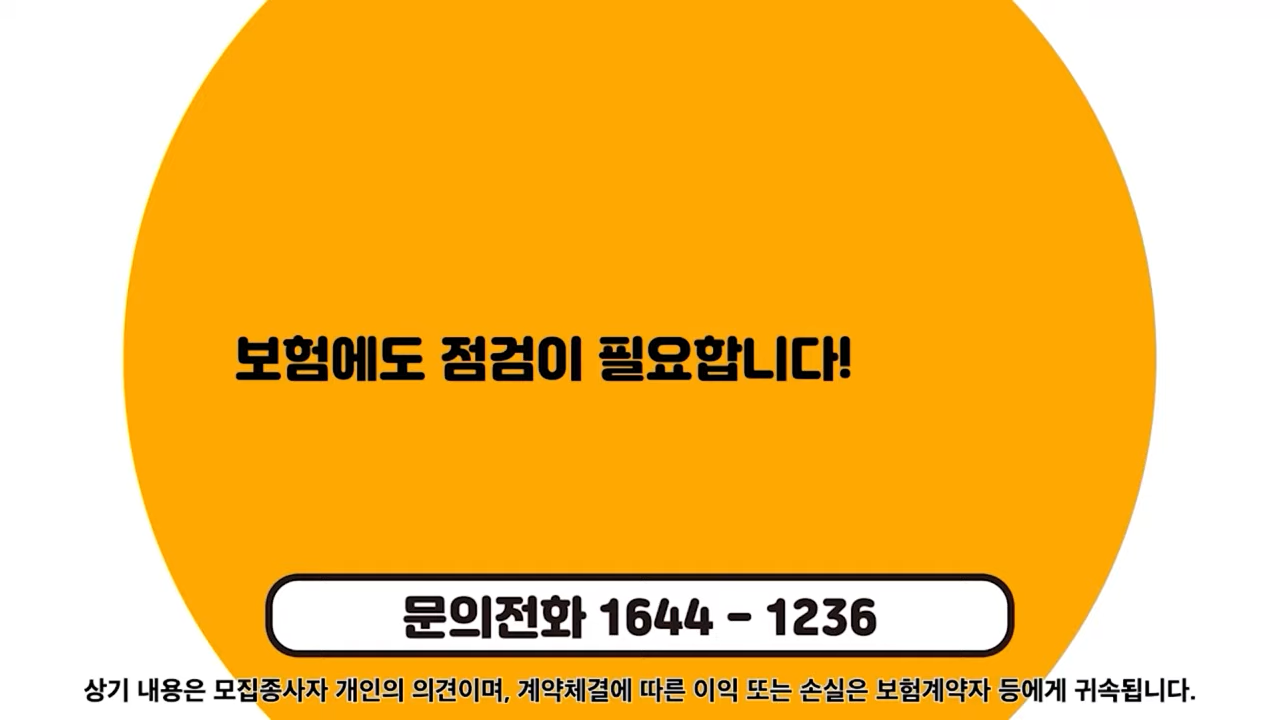 보험에도 점검이 필요합니다!
문의전화 1644 - 1236
상기 내용은 모집종사자 개인의 의견이며, 계약체결에 따른 이익 또는 손실은 보험계약자 등에게 귀속됩니다.